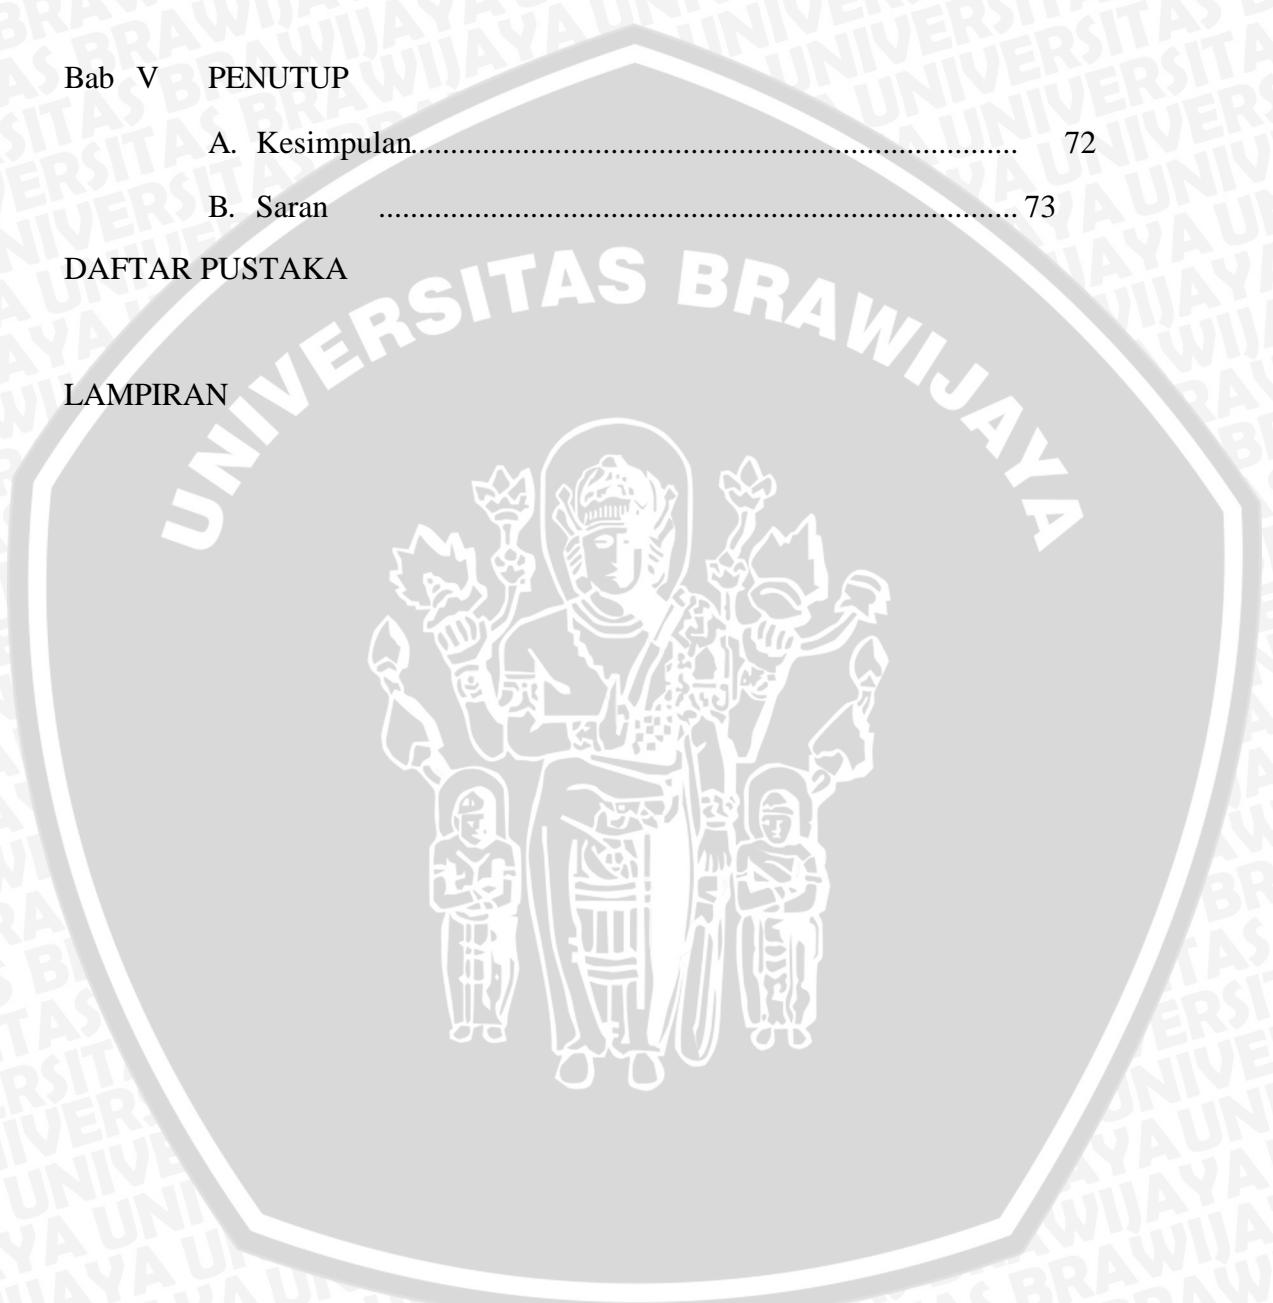 Bab V PENUTUP
A. Kesimpulan........................................................................... 72
B. Saran ............................................................................... 73
DAFTAR PUSTAKA
UNIVERSITAS BRAWIJAYA
LAMPIRAN